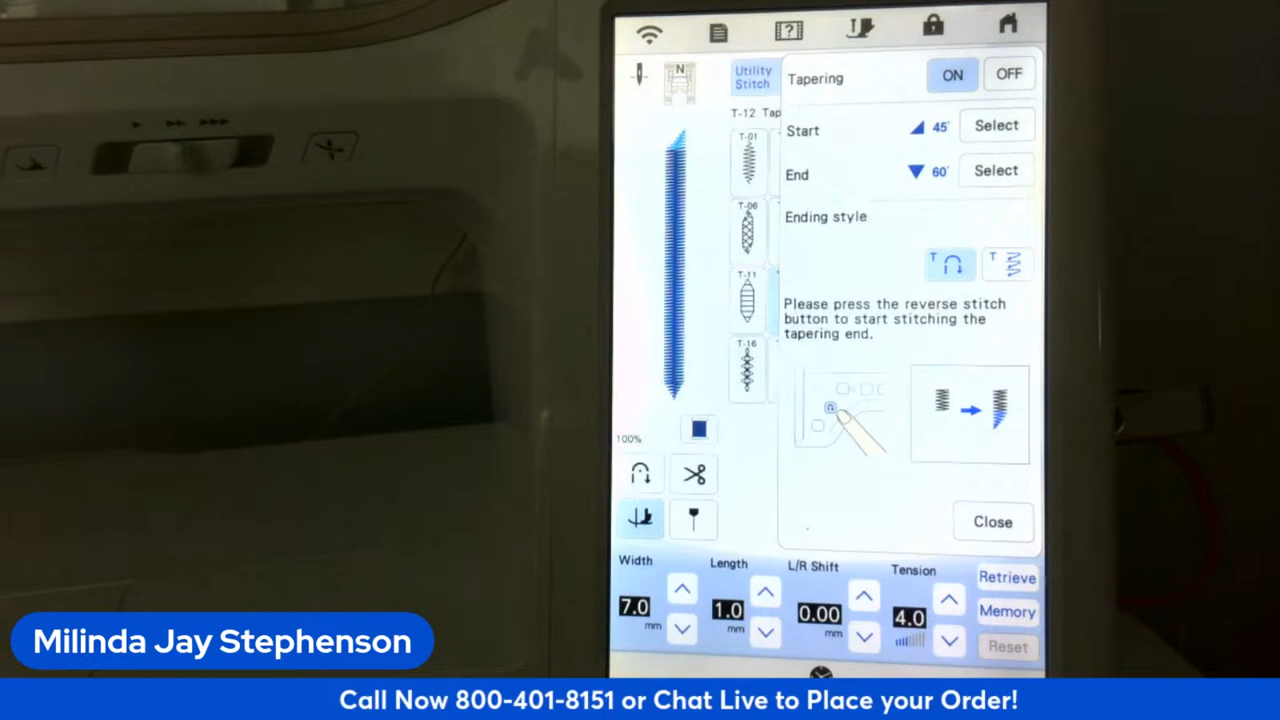 N
Utility
Stitch
Tapering
ON
OFF
T-12 Tap
Start
45°
Select
T-01
End
60°
Select
T-06
Ending style
T
T
T-11
Please press the reverse stitch
button to start stitching the
tapering end.
T-16
100%
Close
Width
Length
L/R Shift
Tension
Retrieve
7.0
mm
1.0
mm
0.00
mm
4.0
Memory
Reset
Milinda Jay Stephenson
Call Now 800-401-8151 or Chat Live to Place your Order!